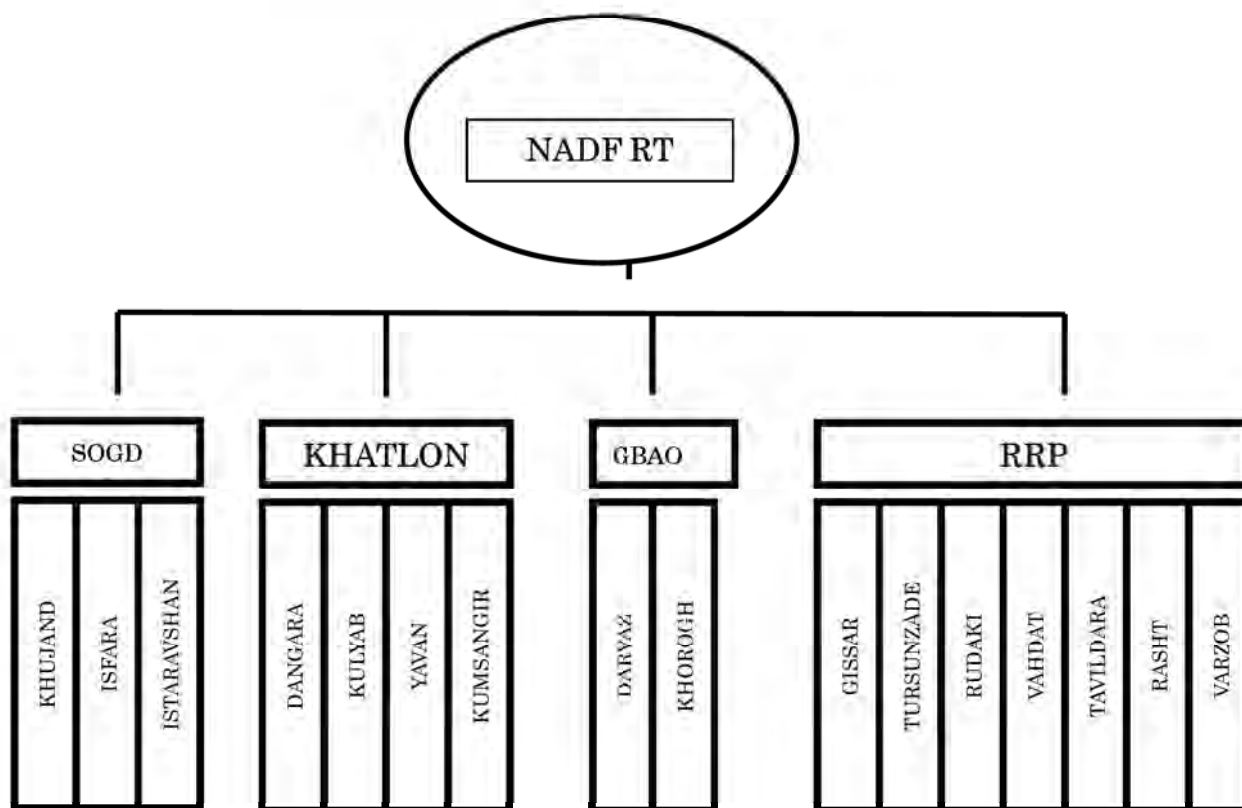 NADF RT
SOGD
KHATLON
GBAO
RRP
KHUJAND
ISFARA
ISTARAVSHAN
DANGARA
KULYAB
YAVAN
KUMSANGIR
DARVAZ
KHOROGH
GISSAR
TURSUNZADE
RUDAKI
VAHDAT
TAVILDARA
RASHT
VARZOB